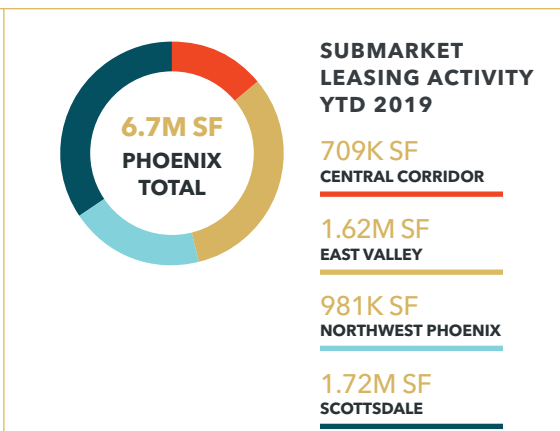 6.7M SF
PHOENIX
TOTAL
SUBMARKET
LEASING ACTIVITY
YTD 2019
709K SF
CENTRAL CORRIDOR
1.62M SF
EAST VALLEY
981K SF
NORTHWEST PHOENIX
1.72M SF
SCOTTSDALE